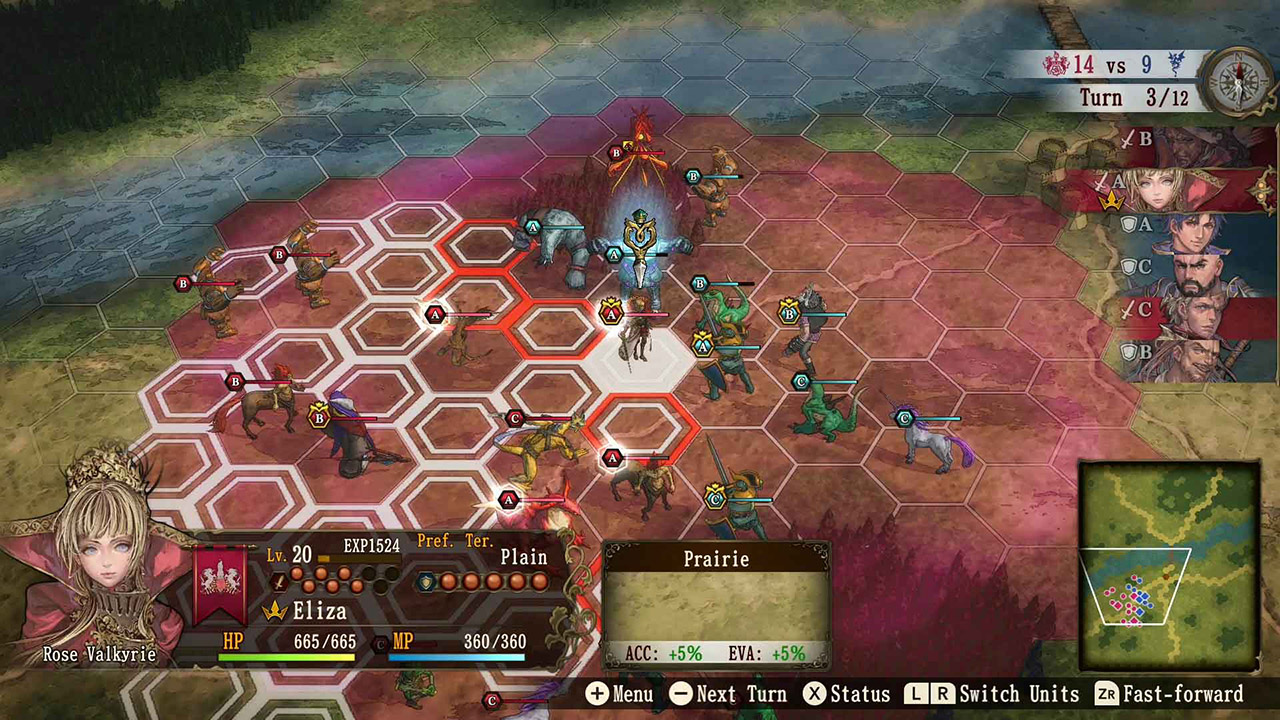 14 vs 9
N
Turn 3/12
B
A
A
C
C
B
B
B
A
A
B
B
A
A
B
A
B
B
C
C
C
A
C
A
Lv. 20 EXP1524 Pref. Ter. Plain
Eliza
HP 665/665 C MP 360/360
Rose Valkyrie
Prairie
ACC: +5% EVA: +5%
C
+ Menu − Next Turn X Status L R Switch Units ZR Fast-forward